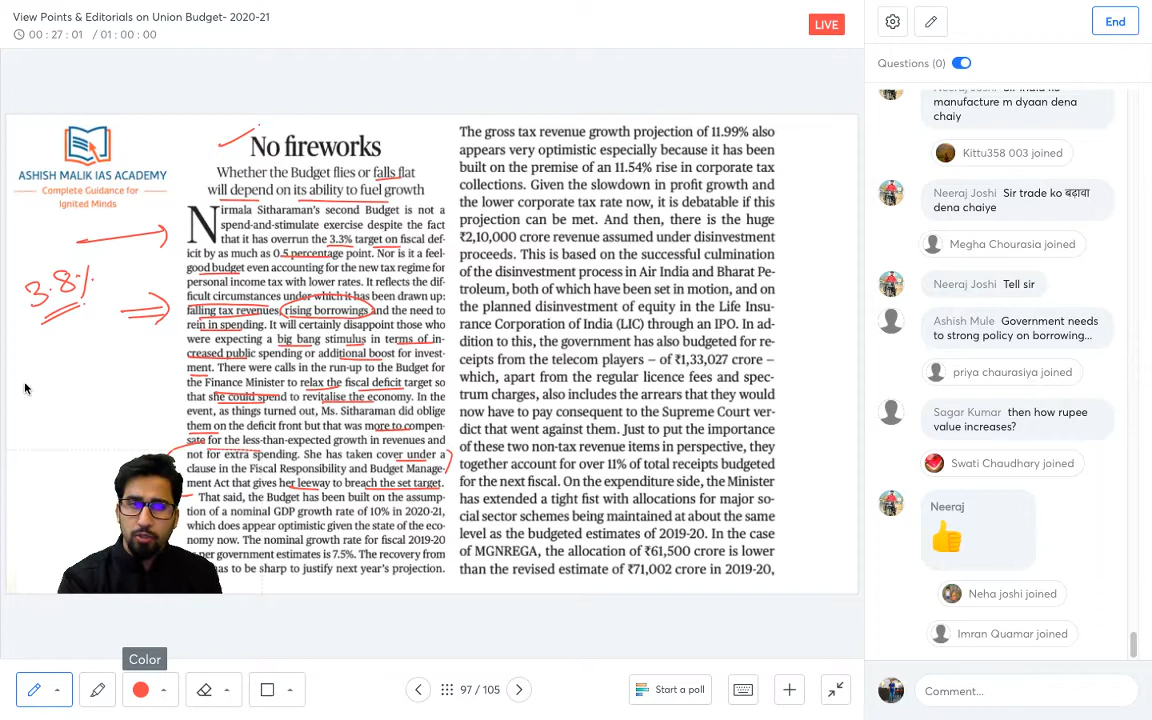 View Points & Editorials on Union Budget- 2020-21
00 : 27 : 01 / 01 : 00 : 00
LIVE
End
Questions (0)
ASHISH MALIK IAS ACADEMY
Complete Guidance for
Ignited Minds
3.8%
No fireworks
Whether the Budget flies or falls flat
will depend on its ability to fuel growth
Nirmala Sitharaman's second Budget is not a
spend-and-stimulate exercise despite the fact
that it has overrun the 3.3% target on fiscal def-
icit by as much as 0.5 percentage point. Nor is it a feel-
good budget even accounting for the new tax regime for
personal income tax with lower rates. It reflects the dif-
ficult circumstances under which it has been drawn up:
falling tax revenues, rising borrowings and the need to
rein in spending. It will certainly disappoint those who
were expecting a big bang stimulus in terms of in-
creased public spending or additional boost for invest-
ment. There were calls in the run-up to the Budget for
the Finance Minister to relax the fiscal deficit target so
that she could spend to revitalise the economy. In the
event, as things turned out, Ms. Sitharaman did oblige
them on the deficit front but that was more to compen-
sate for the less-than-expected growth in revenues and
not for extra spending. She has taken cover under a
clause in the Fiscal Responsibility and Budget Manage-
ment Act that gives her leeway to breach the set target.
That said, the Budget has been built on the assump-
tion of a nominal GDP growth rate of 10% in 2020-21,
which does appear optimistic given the state of the eco-
nomy now. The nominal growth rate for fiscal 2019-20
per government estimates is 7.5%. The recovery from
as to be sharp to justify next year's projection.
The gross tax revenue growth projection of 11.99% also
appears very optimistic especially because it has been
built on the premise of an 11.54% rise in corporate tax
collections. Given the slowdown in profit growth and
the lower corporate tax rate now, it is debatable if this
projection can be met. And then, there is the huge
₹2,10,000 crore revenue assumed under disinvestment
proceeds. This is based on the successful culmination
of the disinvestment process in Air India and Bharat Pe-
troleum, both of which have been set in motion, and on
the planned disinvestment of equity in the Life Insu-
rance Corporation of India (LIC) through an IPO. In ad-
dition to this, the government has also budgeted for re-
ceipts from the telecom players – of ₹1,33,027 crore –
which, apart from the regular licence fees and spec-
trum charges, also includes the arrears that they would
now have to pay consequent to the Supreme Court ver-
dict that went against them. Just to put the importance
of these two non-tax revenue items in perspective, they
together account for over 11% of total receipts budgeted
for the next fiscal. On the expenditure side, the Minister
has extended a tight fist with allocations for major so-
cial sector schemes being maintained at about the same
level as the budgeted estimates of 2019-20. In the case
of MGNREGA, the allocation of ₹61,500 crore is lower
than the revised estimate of ₹71,002 crore in 2019-20,
Neeraj Joshi Sir India ko
manufacture m dyaan dena
chaiy
Kittu358 003 joined
Neeraj Joshi Sir trade ko बढ़ावा
dena chaiye
Megha Chourasia joined
Neeraj Joshi Tell sir
Ashish Mule Government needs
to strong policy on borrowing...
priya chaurasiya joined
Sagar Kumar then how rupee
value increases?
Swati Chaudhary joined
Neeraj
Neha joshi joined
Imran Quamar joined
Color
97 / 105
Start a poll
Comment...